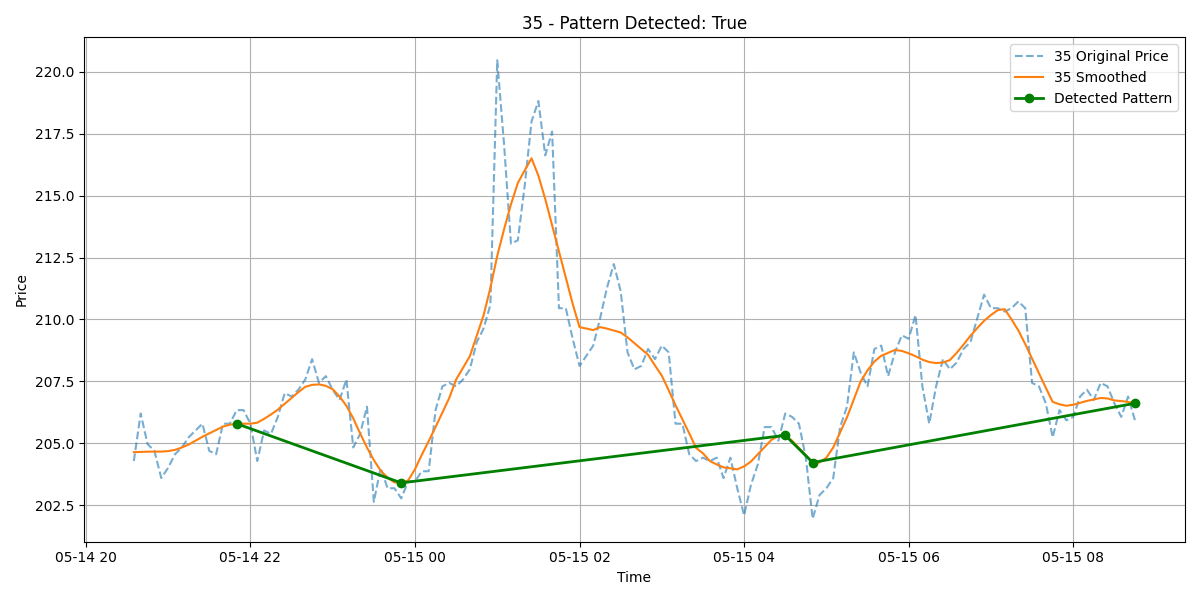 35 - Pattern Detected: True
35 Original Price
35 Smoothed
Detected Pattern
Price
220.0
217.5
215.0
212.5
210.0
207.5
205.0
202.5
05-14 20
05-14 22
05-15 00
05-15 02
05-15 04
05-15 06
05-15 08
Time